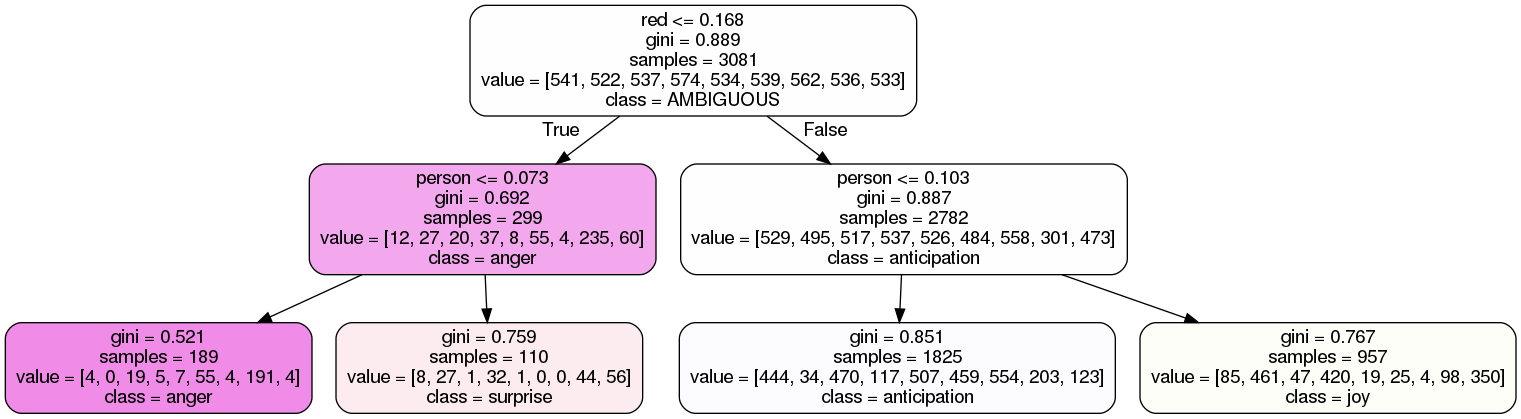 red <= 0.168
gini = 0.889
samples = 3081
value = [541, 522, 537, 574, 534, 539, 562, 536, 533]
class = AMBIGUOUS
True
False
person <= 0.073
gini = 0.692
samples = 299
value = [12, 27, 20, 37, 8, 55, 4, 235, 60]
class = anger
person <= 0.103
gini = 0.887
samples = 2782
value = [529, 495, 517, 537, 526, 484, 558, 301, 473]
class = anticipation
gini = 0.521
samples = 189
value = [4, 0, 19, 5, 7, 55, 4, 191, 4]
class = anger
gini = 0.759
samples = 110
value = [8, 27, 1, 32, 1, 0, 0, 44, 56]
class = surprise
gini = 0.851
samples = 1825
value = [444, 34, 470, 117, 507, 459, 554, 203, 123]
class = anticipation
gini = 0.767
samples = 957
value = [85, 461, 47, 420, 19, 25, 4, 98, 350]
class = joy